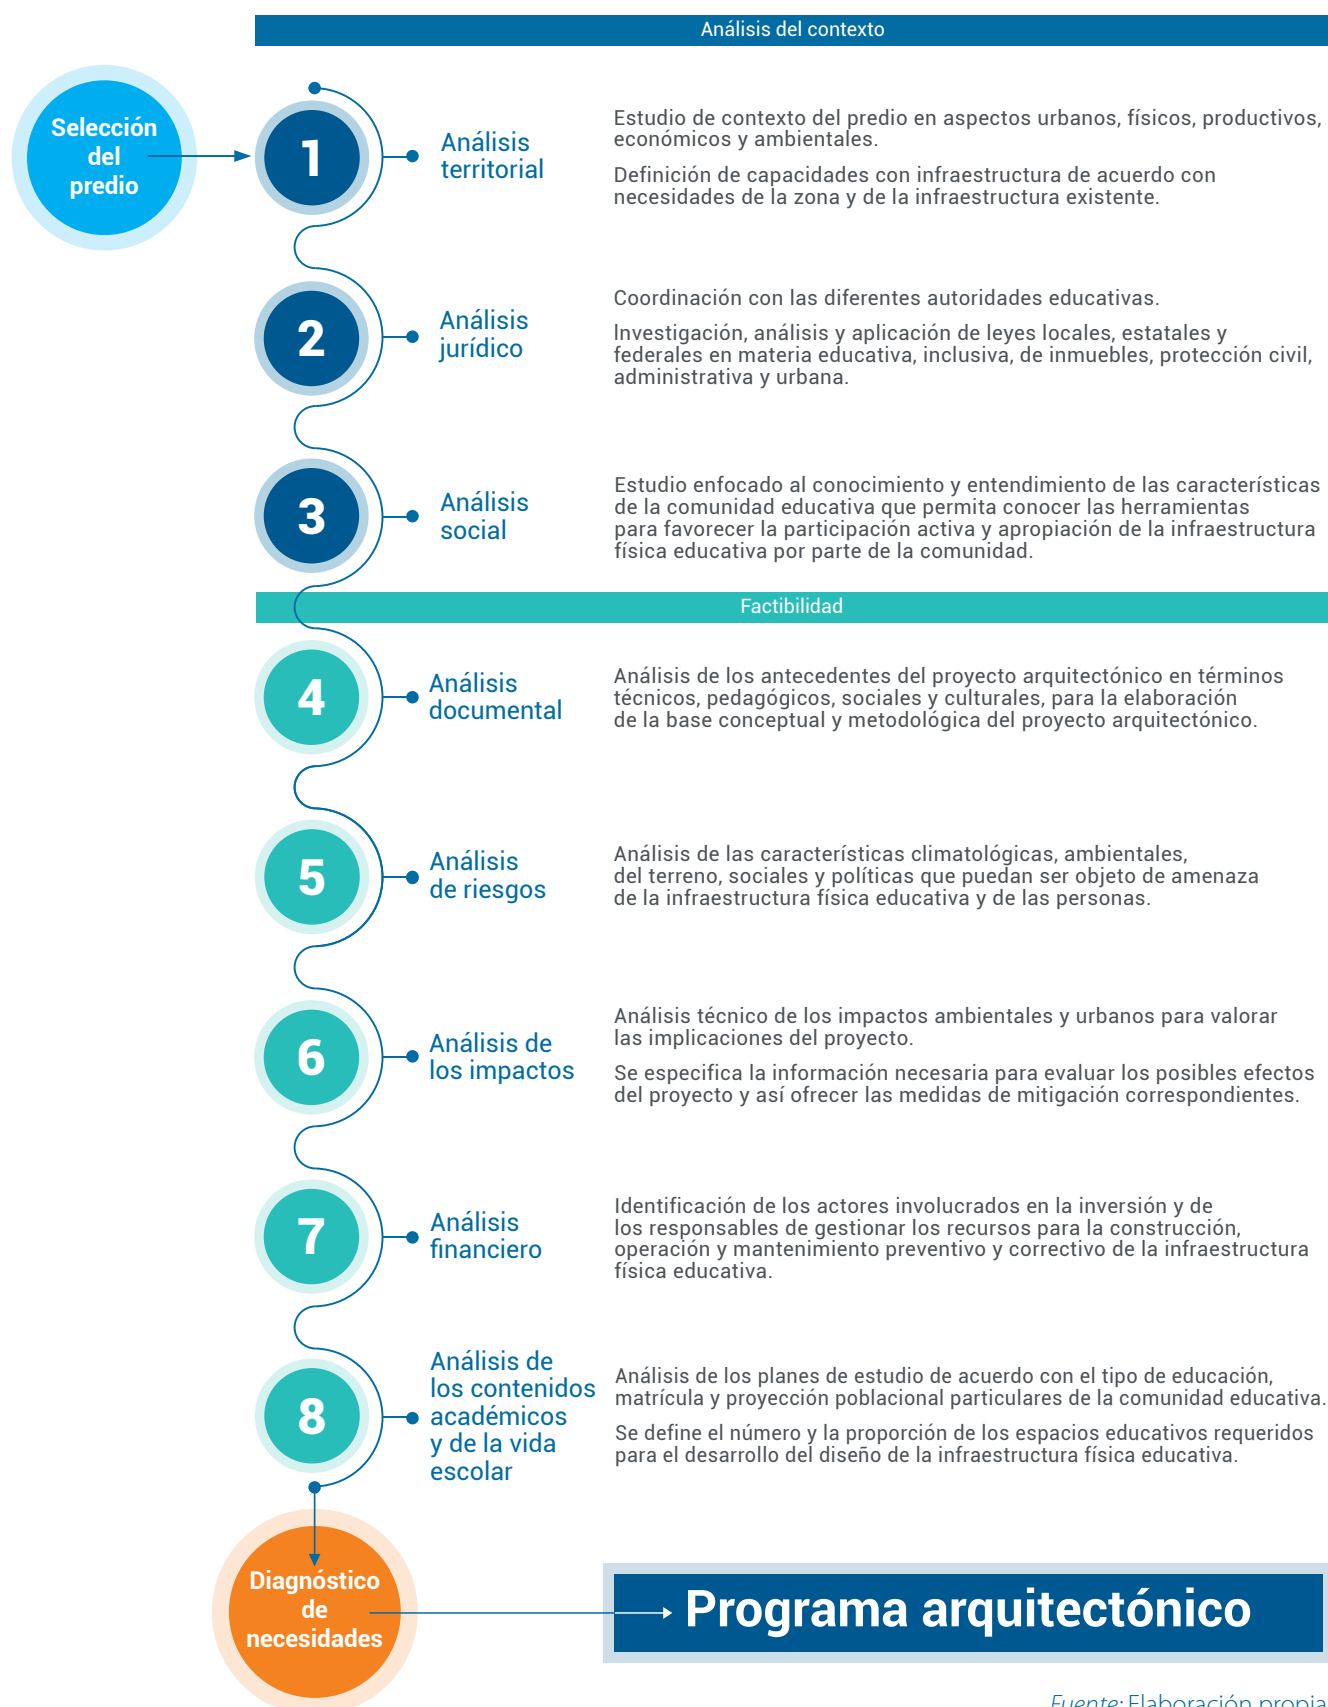 Análisis del contexto
Selección
del
predio
1
Análisis
territorial
Estudio de contexto del predio en aspectos urbanos, físicos, productivos,
económicos y ambientales.
Definición de capacidades con infraestructura de acuerdo con
necesidades de la zona y de la infraestructura existente.
2
Análisis
jurídico
Coordinación con las diferentes autoridades educativas.
Investigación, análisis y aplicación de leyes locales, estatales y
federales en materia educativa, inclusiva, de inmuebles, protección civil,
administrativa y urbana.
3
Análisis
social
Estudio enfocado al conocimiento y entendimiento de las características
de la comunidad educativa que permita conocer las herramientas
para favorecer la participación activa y apropiación de la infraestructura
física educativa por parte de la comunidad.
Factibilidad
4
Análisis
documental
Análisis de los antecedentes del proyecto arquitectónico en términos
técnicos, pedagógicos, sociales y culturales, para la elaboración
de la base conceptual y metodológica del proyecto arquitectónico.
5
Análisis
de riesgos
Análisis de las características climatológicas, ambientales,
del terreno, sociales y políticas que puedan ser objeto de amenaza
de la infraestructura física educativa y de las personas.
6
Análisis de
los impactos
Análisis técnico de los impactos ambientales y urbanos para valorar
las implicaciones del proyecto.
Se especifica la información necesaria para evaluar los posibles efectos
del proyecto y así ofrecer las medidas de mitigación correspondientes.
7
Análisis
financiero
Identificación de los actores involucrados en la inversión y de
los responsables de gestionar los recursos para la construcción,
operación y mantenimiento preventivo y correctivo de la infraestructura
física educativa.
8
Análisis de
los contenidos
académicos
y de la vida
escolar
Análisis de los planes de estudio de acuerdo con el tipo de educación,
matrícula y proyección poblacional particulares de la comunidad educativa.
Se define el número y la proporción de los espacios educativos requeridos
para el desarrollo del diseño de la infraestructura física educativa.
Diagnóstico
de
necesidades
Programa arquitectónico
Fuente: Elaboración propia